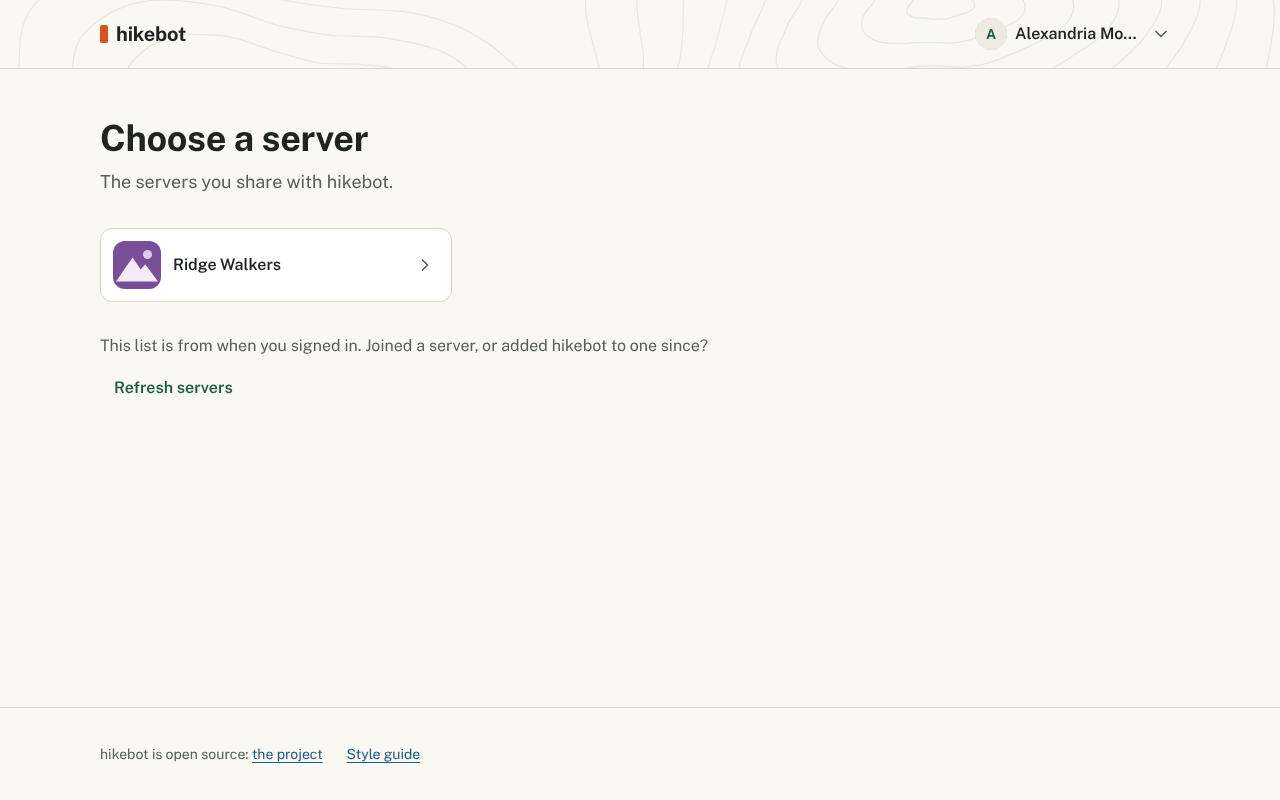 hikebot
A
Alexandria Mo...
Choose a server
The servers you share with hikebot.
Ridge Walkers
This list is from when you signed in. Joined a server, or added hikebot to one since?
Refresh servers
hikebot is open source: the project
Style guide